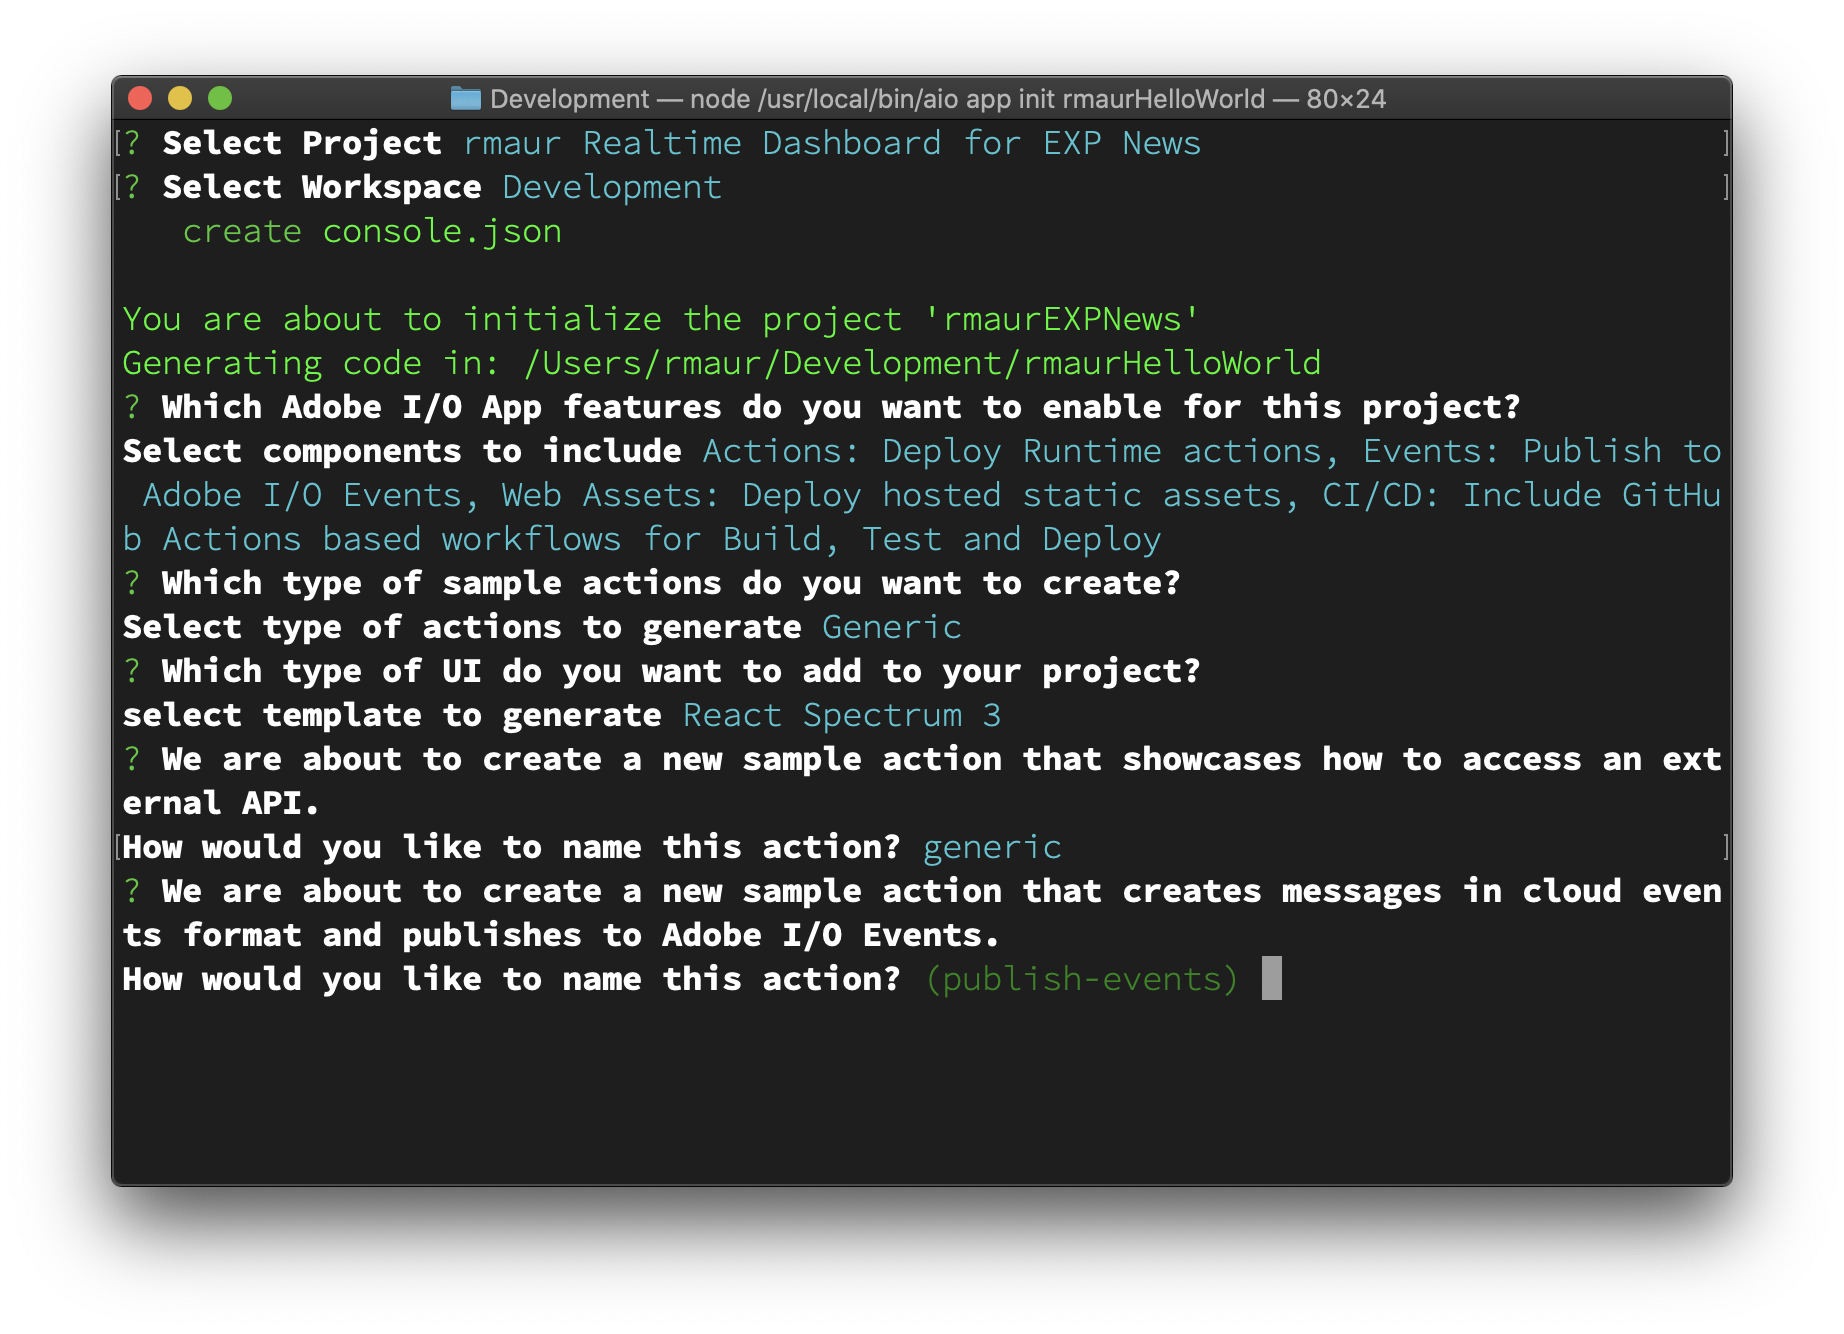 Development — node /usr/local/bin/aio app init rmaurHelloWorld — 80×24
[? Select Project rmaur Realtime Dashboard for EXP News ]
[? Select Workspace Development ]
create console.json
You are about to initialize the project 'rmaurEXPNews'
Generating code in: /Users/rmaur/Development/rmaurHelloWorld
? Which Adobe I/O App features do you want to enable for this project?
Select components to include Actions: Deploy Runtime actions, Events: Publish to
Adobe I/O Events, Web Assets: Deploy hosted static assets, CI/CD: Include GitHu
b Actions based workflows for Build, Test and Deploy
? Which type of sample actions do you want to create?
Select type of actions to generate Generic
? Which type of UI do you want to add to your project?
select template to generate React Spectrum 3
? We are about to create a new sample action that showcases how to access an ext
ernal API.
[How would you like to name this action? generic ]
? We are about to create a new sample action that creates messages in cloud even
ts format and publishes to Adobe I/O Events.
How would you like to name this action? (publish-events)